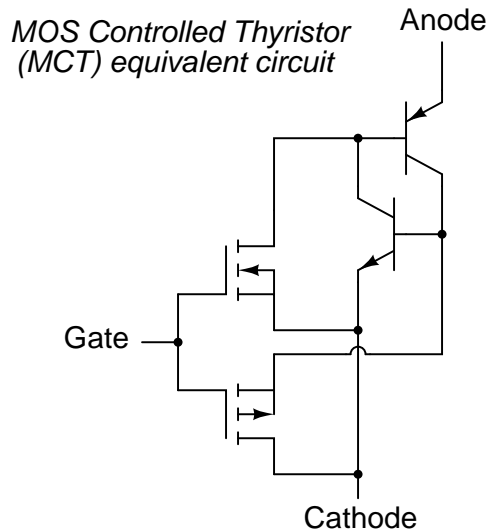 MOS Controlled Thyristor
(MCT) equivalent circuit
Anode
Gate
Cathode